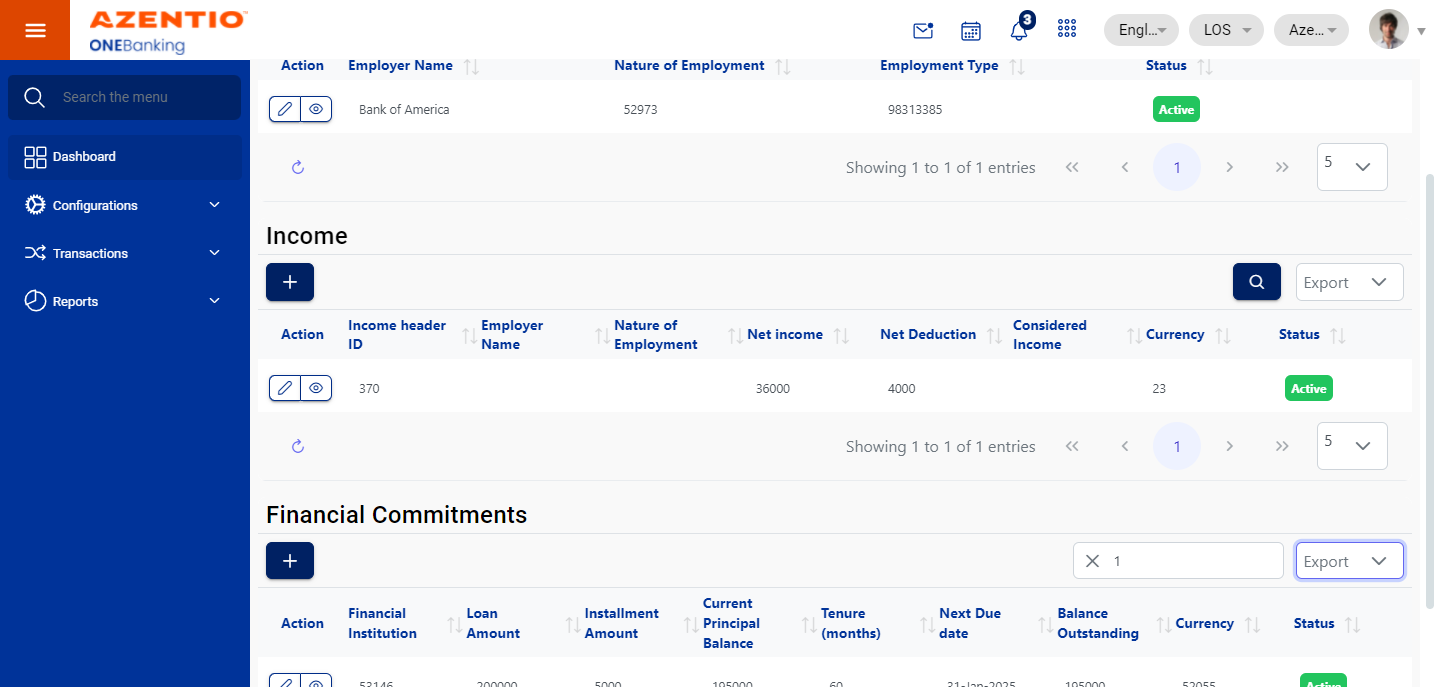 AZENTIO™
ONEBanking
3
Engl...
LOS
Aze...
Search the menu
Dashboard
Configurations
Transactions
Reports
Action Employer Name Nature of Employment Employment Type Status
Bank of America 52973 98313385 Active
Showing 1 to 1 of 1 entries 1 5
Income
Export
Action Income header ID Employer Name Nature of Employment Net income Net Deduction Considered Income Currency Status
370 36000 4000 23 Active
Showing 1 to 1 of 1 entries 1 5
Financial Commitments
1 Export
Action Financial Institution Loan Amount Installment Amount Current Principal Balance Tenure (months) Next Due date Balance Outstanding Currency Status
53146 200000 5000 195000 60 31-Jan-2025 195000 52055 Active